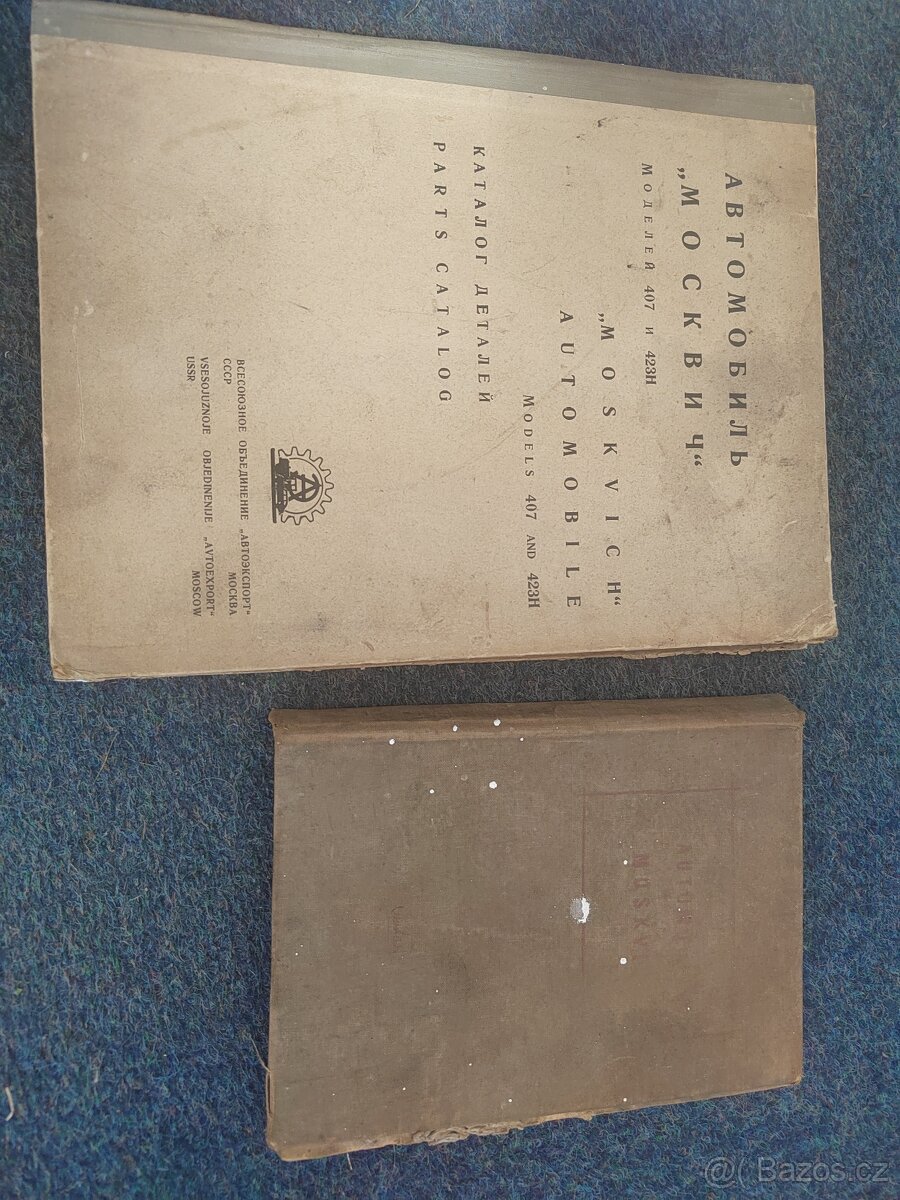 АВТОМОБИЛЬ
„МОСКВИЧ“
МОДЕЛЕЙ 407 И 423Н
„MOSKVICH“
AUTOMOBILE
MODELS 407 AND 423H
КАТАЛОГ ДЕТАЛЕЙ
PARTS CATALOG
ВСЕСОЮЗНОЕ ОБЪЕДИНЕНИЕ „АВТОЭКСПОРТ“
СССР МОСКВА
VSESOJUZNOJE OBJEDINENIJE „AVTOEXPORT“
USSR MOSCOW
@( Bazos.cz